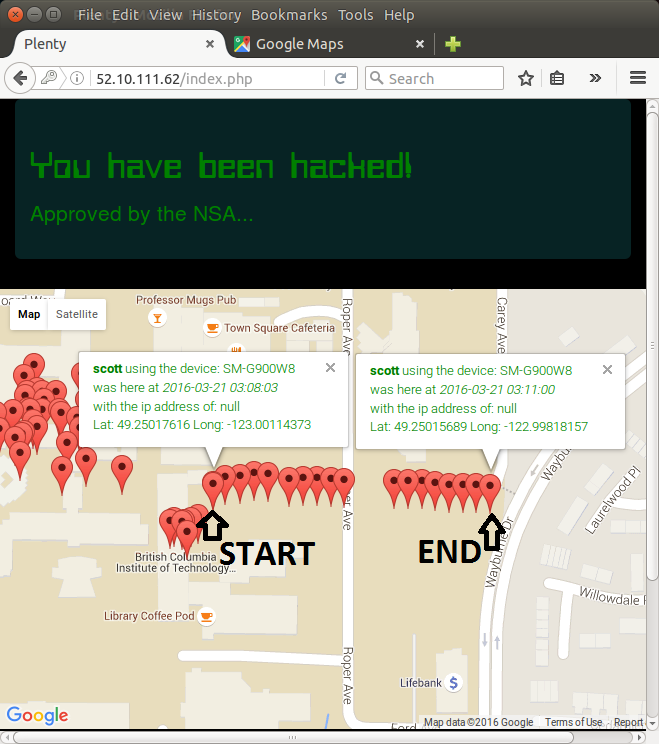 File Edit View History Bookmarks Tools Help
Plenty
Google Maps
52.10.111.62/index.php
Search
You have been hacked!
Approved by the NSA...
Map
Satellite
Professor Mugs Pub
Town Square Cafeteria
Roper Ave
Carey Ave
scott using the device: SM-G900W8
was here at 2016-03-21 03:08:03
with the ip address of: null
Lat: 49.25017616 Long: -123.00114373
scott using the device: SM-G900W8
was here at 2016-03-21 03:11:00
with the ip address of: null
Lat: 49.25015689 Long: -122.99818157
Laurelwood Pl
START
END
British Columbia
Institute of Technology...
Wayburne Dr
Willowdale
Library Coffee Pod
Roper Ave
Lifebank
Google
Map data ©2016 Google
Terms of Use
Report